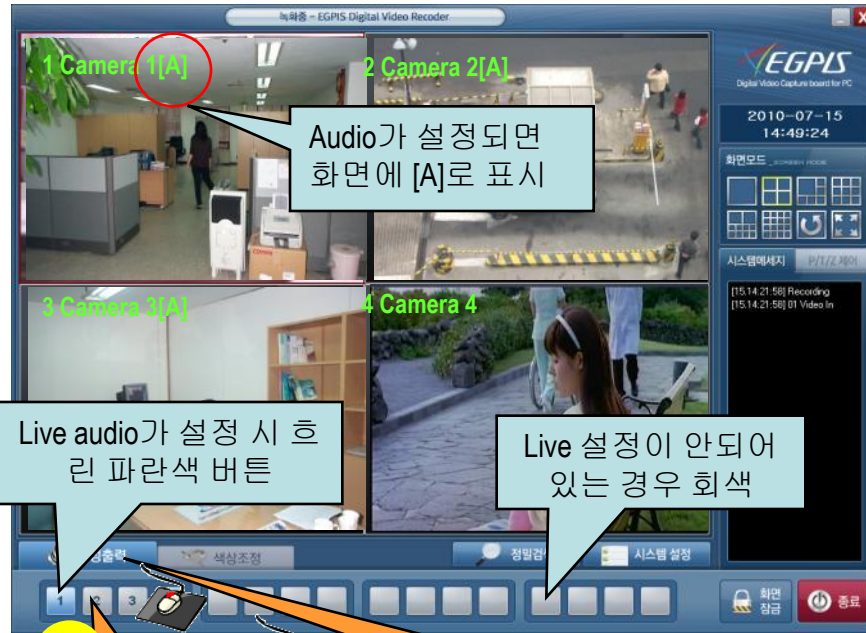 녹화중 - EGPIS Digital Video Recoder
X
1 Camera 1[A]
2 Camera 2[A]
Audio가 설정되면
화면에 [A]로 표시
EGPIS
Digital Video Capture board for PC
2010-07-15
14:49:24
화면모드 _SCREEN MODE
시스템메세지
P/T/Z 제어
[15.14:21:58] Recording
[15.14:21:58] 01 Video In
3 Camera 3[A]
4 Camera 4
Live audio가 설정 시 흐
린 파란색 버튼
Live 설정이 안되어
있는 경우 회색
출력
색상조정
정밀검
시스템 설정
1
2
3
화면
잠금
종료